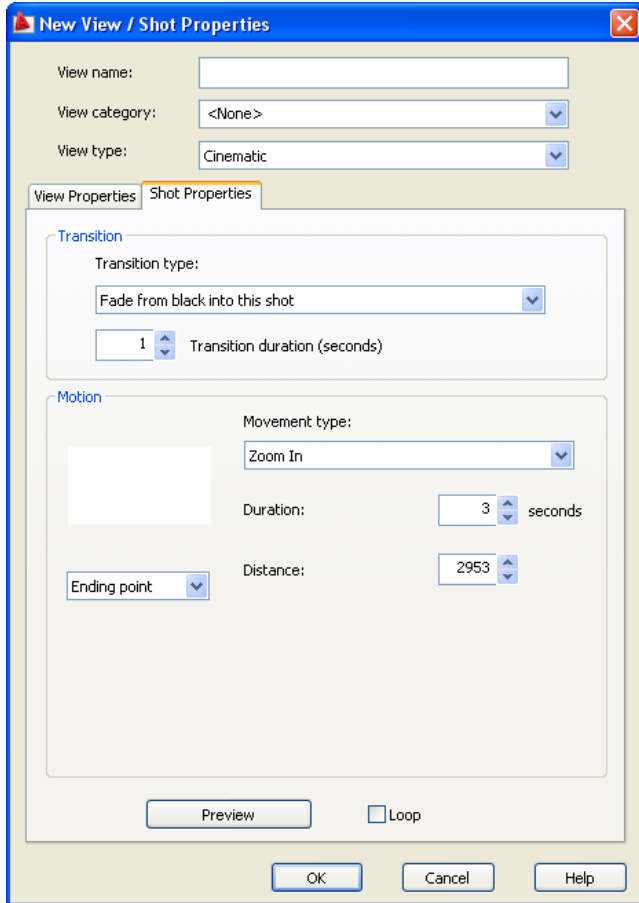 New View / Shot Properties
View name:
View category: <None>
View type: Cinematic
View Properties Shot Properties
Transition
Transition type:
Fade from black into this shot
1 Transition duration (seconds)
Motion
Movement type:
Zoom In
Duration: 3 seconds
Ending point Distance: 2953
Preview Loop
OK Cancel Help